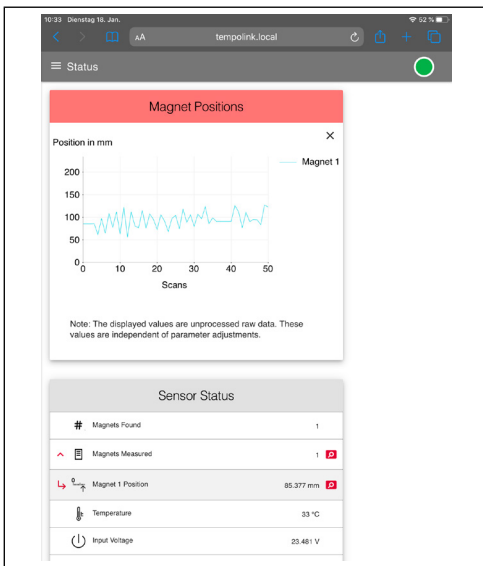 10:33 Dienstag 18. Jan.
52 %
AA
tempolink.local
Status
Magnet Positions
Position in mm
Magnet 1
200
150
100
50
0
0 10 20 30 40 50
Scans
Note: The displayed values are unprocessed raw data. These
values are independent of parameter adjustments.
Sensor Status
# Magnets Found 1
Magnets Measured 1
Magnet 1 Position 85.377 mm
Temperature 33 °C
Input Voltage 23.481 V